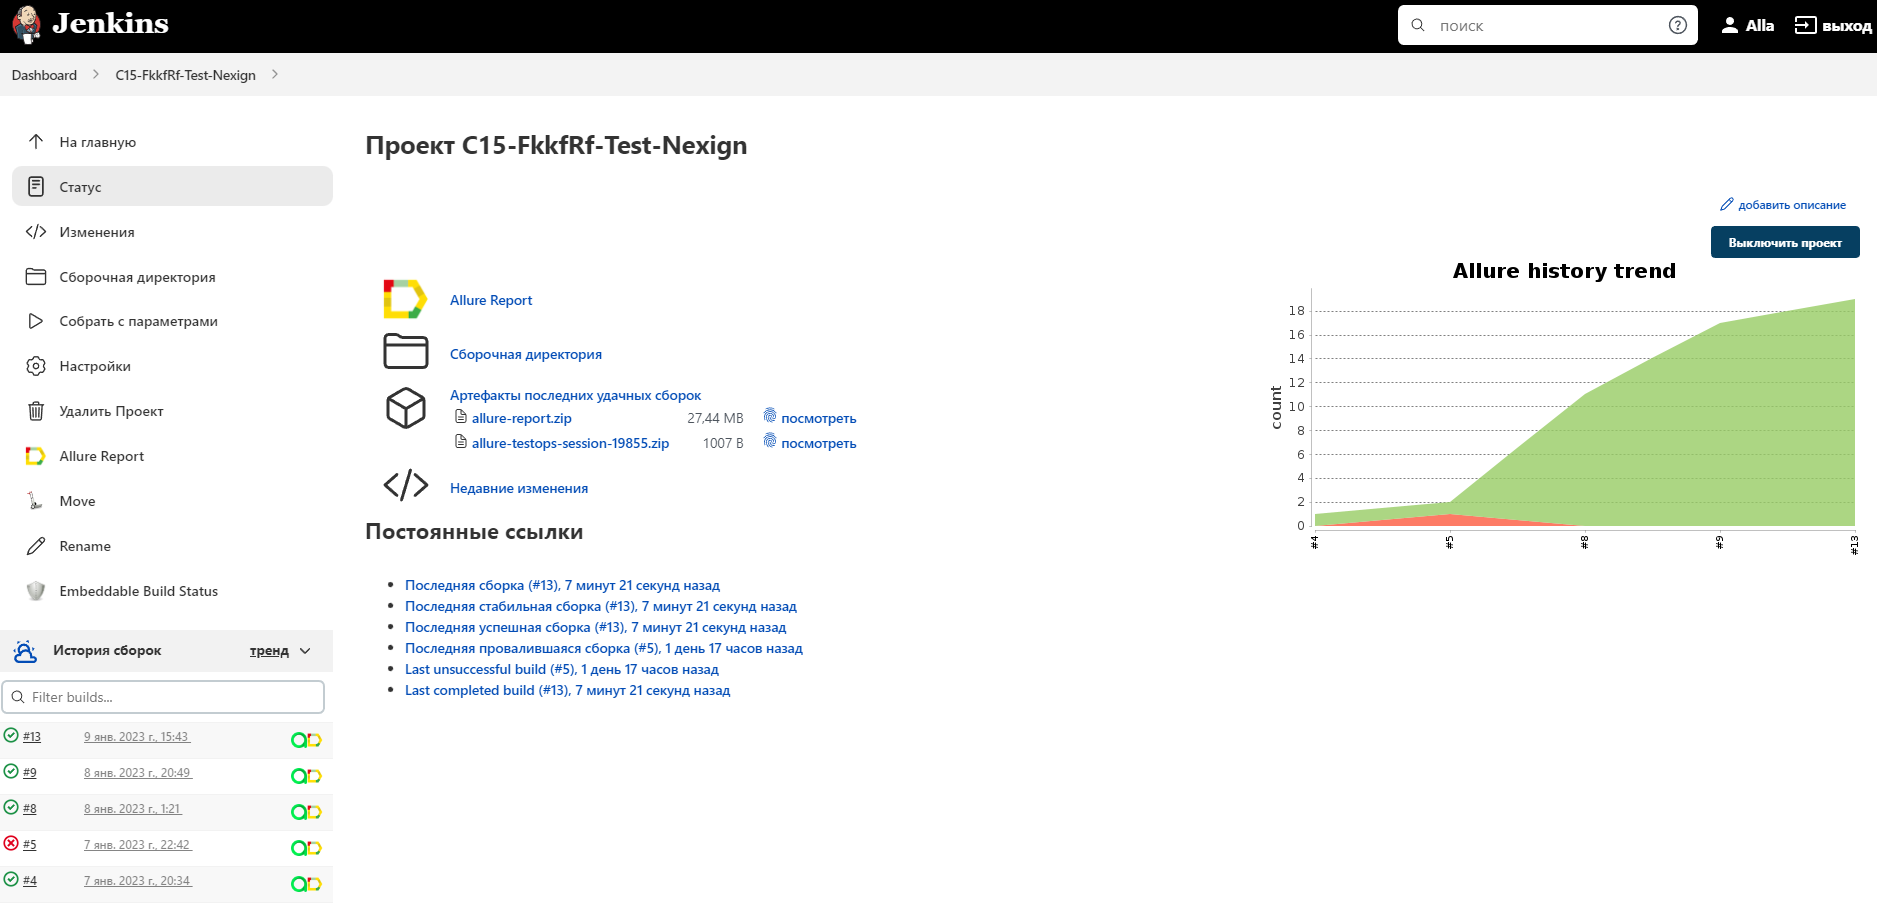 Jenkins
поиск
Alla
выход
Dashboard
C15-FkkfRf-Test-Nexign
На главную
Статус
Изменения
Сборочная директория
Собрать с параметрами
Настройки
Удалить Проект
Allure Report
Move
Rename
Embeddable Build Status
История сборок
тренд
Filter builds...
#13 9 янв. 2023 г., 15:43
#9 8 янв. 2023 г., 20:49
#8 8 янв. 2023 г., 1:21
#5 7 янв. 2023 г., 22:42
#4 7 янв. 2023 г., 20:34
Проект C15-FkkfRf-Test-Nexign
добавить описание
Выключить проект
Allure Report
Сборочная директория
Артефакты последних удачных сборок
allure-report.zip 27,44 MB посмотреть
allure-testops-session-19855.zip 1007 B посмотреть
Недавние изменения
Постоянные ссылки
Последняя сборка (#13), 7 минут 21 секунд назад
Последняя стабильная сборка (#13), 7 минут 21 секунд назад
Последняя успешная сборка (#13), 7 минут 21 секунд назад
Последняя провалившаяся сборка (#5), 1 день 17 часов назад
Last unsuccessful build (#5), 1 день 17 часов назад
Last completed build (#13), 7 минут 21 секунд назад
Allure history trend
count
18
16
14
12
10
8
6
4
2
0
#4
#5
#8
#9
#13